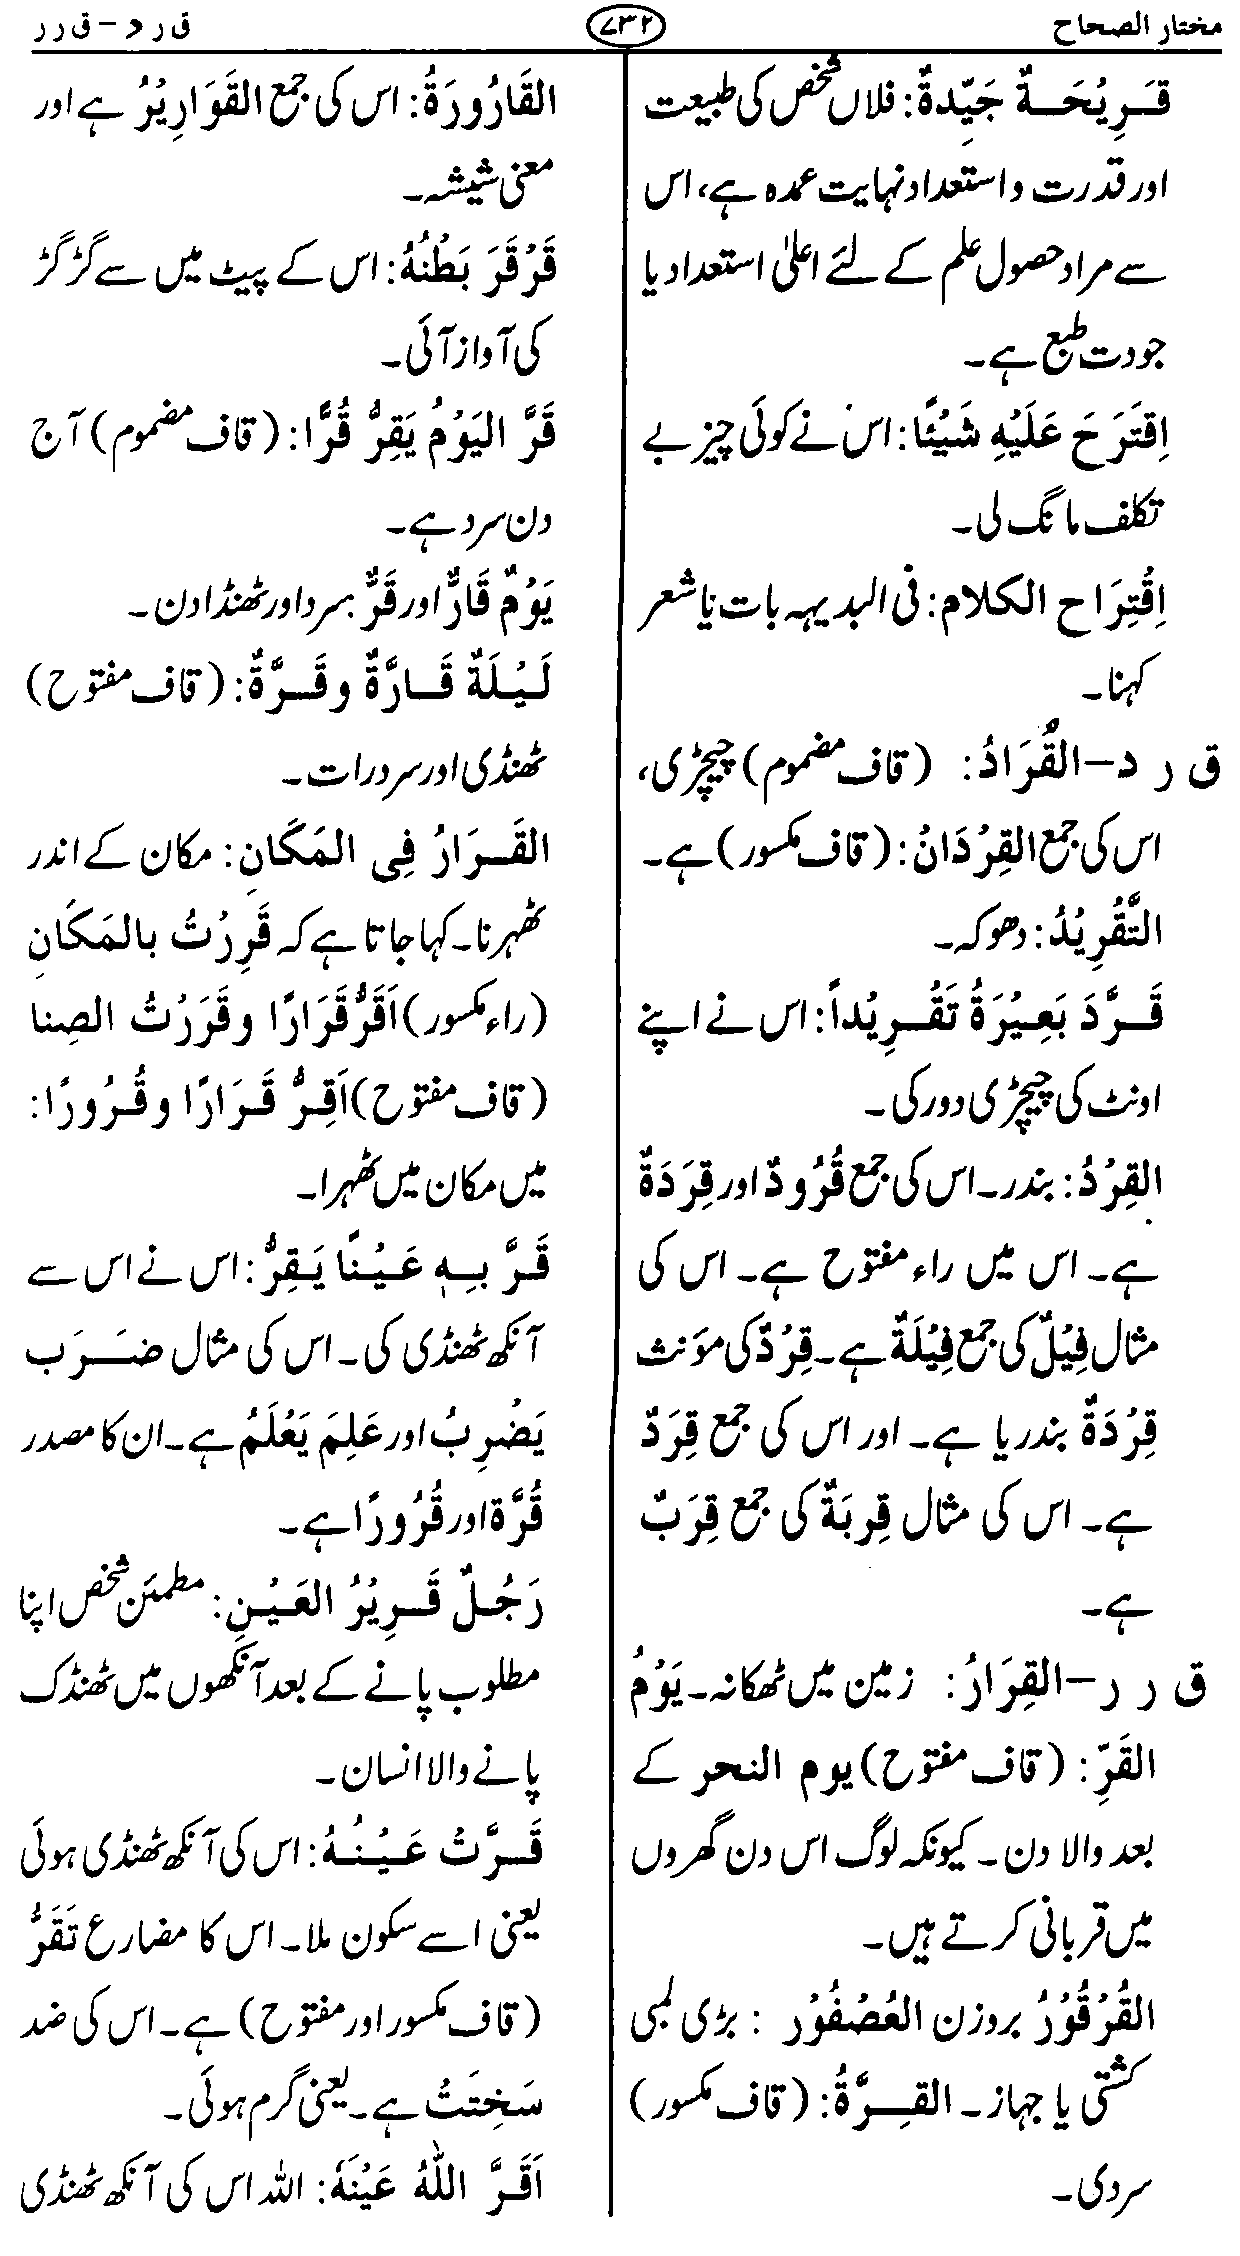 مختار الصحاح
۷۳۲
ق ر د – ق ر ر
قَرِيْحَةٌ جَيِّدةٌ: فلاں شخص کی طبیعت
اور قدرت و استعداد نہایت عمدہ ہے، اس
سے مراد حصول علم کے لئے اعلیٰ استعداد یا
جودت طبع ہے۔
اِقتَرَحَ عَلَيْهِ شَيْئًا: اس نے کوئی چیز بے
تکلف مانگ لی۔
اِقْتِرَاح الكلام: فی البدیہہ بات یا شعر
کہنا۔
ق ر د – القُرَادُ: (قاف مضموم) چیچڑی،
اس کی جمع القِرْدَانُ: (قاف مکسور) ہے۔
التَّقْرِيْدُ: دھوکہ۔
قَرَّدَ بَعِيْرَةُ تَقْرِيْداً: اس نے اپنے
اونٹ کی چیچڑی دور کی۔
القِرْدُ: بندر۔ اس کی جمع قُرُودٌ اور قِرَدَةٌ
ہے۔ اس میں راء مفتوح ہے۔ اس کی
مثال فِيْلٌ کی جمع فِيْلَةٌ ہے۔ قِرْدٌ کی مؤنث
قِرْدَةٌ بندریا ہے۔ اور اس کی جمع قِرَدٌ
ہے۔ اس کی مثال قِربَةٌ کی جمع قِرَبٌ
ہے۔
ق ر ر – القِرَارُ: زمین میں ٹھکانہ۔ يَوْمُ
القَرِّ: (قاف مفتوح) یوم النحر کے
بعد والا دن۔ کیونکہ لوگ اس دن گھروں
میں قربانی کرتے ہیں۔
القُرْقُوْرُ بروزن العُصْفُوْر : بڑی لمبی
کشتی یا جہاز۔ القِرَّةُ: (قاف مکسور)
سردی۔
القَارُورَةُ: اس کی جمع القَوَارِيْرُ ہے اور
معنی شیشہ۔
قَرْقَرَ بَطْنُهُ: اس کے پیٹ میں سے گڑ گڑ
کی آواز آئی۔
قَرَّ اليَوْمُ يَقِرُّ قُرًّا: (قاف مضموم) آج
دن سرد ہے۔
يَوْمٌ قَارٌّ اور قَرٌّ: سرد اور ٹھنڈا دن۔
لَيْلَةٌ قَارَّةٌ و قَرَّةٌ: (قاف مفتوح)
ٹھنڈی اور سرد رات۔
القَرَارُ فِى المَكَانِ: مکان کے اندر
ٹھہرنا۔ کہا جاتا ہے کہ قَرِرْتُ بالمَكَانِ
(راء مکسور) اَقَرُّ قَرَارًا و قَرَرْتُ الصِنا
(قاف مفتوح) اَقِرُّ قَرَارًا و قُرُورًا:
میں مکان میں ٹھہرا۔
قَرَّ بِهٖ عَيْنًا يَقِرُّ: اس نے اس سے
آنکھ ٹھنڈی کی۔ اس کی مثال ضَرَب
يَضْرِبُ اور عَلِمَ يَعْلَمُ ہے۔ ان کا مصدر
قُرَّة اور قُرُورًا ہے۔
رَجُلٌ قَرِيْرُ العَيْنِ: مطمئن شخص اپنا
مطلوب پانے کے بعد آنکھوں میں ٹھنڈک
پانے والا انسان۔
قَرَّتْ عَيْنُهُ: اس کی آنکھ ٹھنڈی ہوئی
یعنی اسے سکون ملا۔ اس کا مضارع تَقَرُّ
(قاف مکسور اور مفتوح) ہے۔ اس کی ضد
سَخِنَتْ ہے۔ یعنی گرم ہوئی۔
اَقَرَّ اللهُ عَيْنَهٗ: اللہ اس کی آنکھ ٹھنڈی